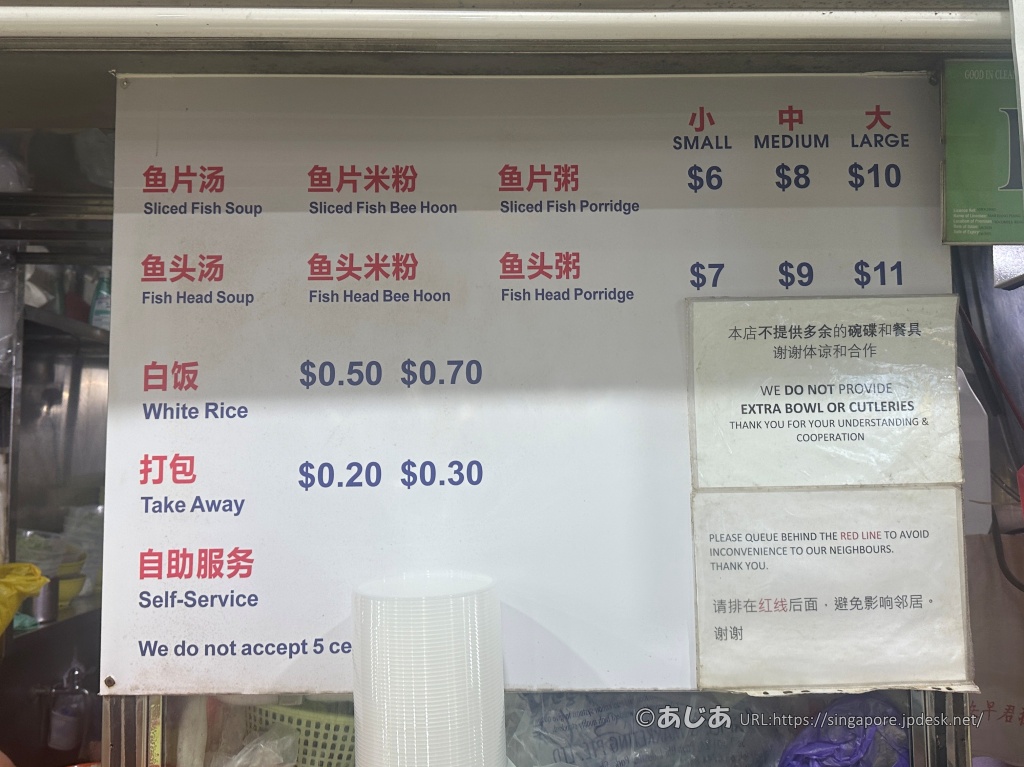 小 中 大
SMALL MEDIUM LARGE
鱼片汤 鱼片米粉 鱼片粥 $6 $8 $10
Sliced Fish Soup Sliced Fish Bee Hoon Sliced Fish Porridge
鱼头汤 鱼头米粉 鱼头粥 $7 $9 $11
Fish Head Soup Fish Head Bee Hoon Fish Head Porridge
白饭 $0.50 $0.70
White Rice
打包 $0.20 $0.30
Take Away
自助服务
Self-Service
We do not accept 5 ce
本店不提供多余的碗碟和餐具
谢谢体谅和合作
WE DO NOT PROVIDE
EXTRA BOWL OR CUTLERIES
THANK YOU FOR YOUR UNDERSTANDING &
COOPERATION
PLEASE QUEUE BEHIND THE RED LINE TO AVOID
INCONVENIENCE TO OUR NEIGHBOURS.
THANK YOU.
请排在红线后面，避免影响邻居。
谢谢
GOOD IN CLEA
©あじあ URL:https://singapore.jpdesk.net/